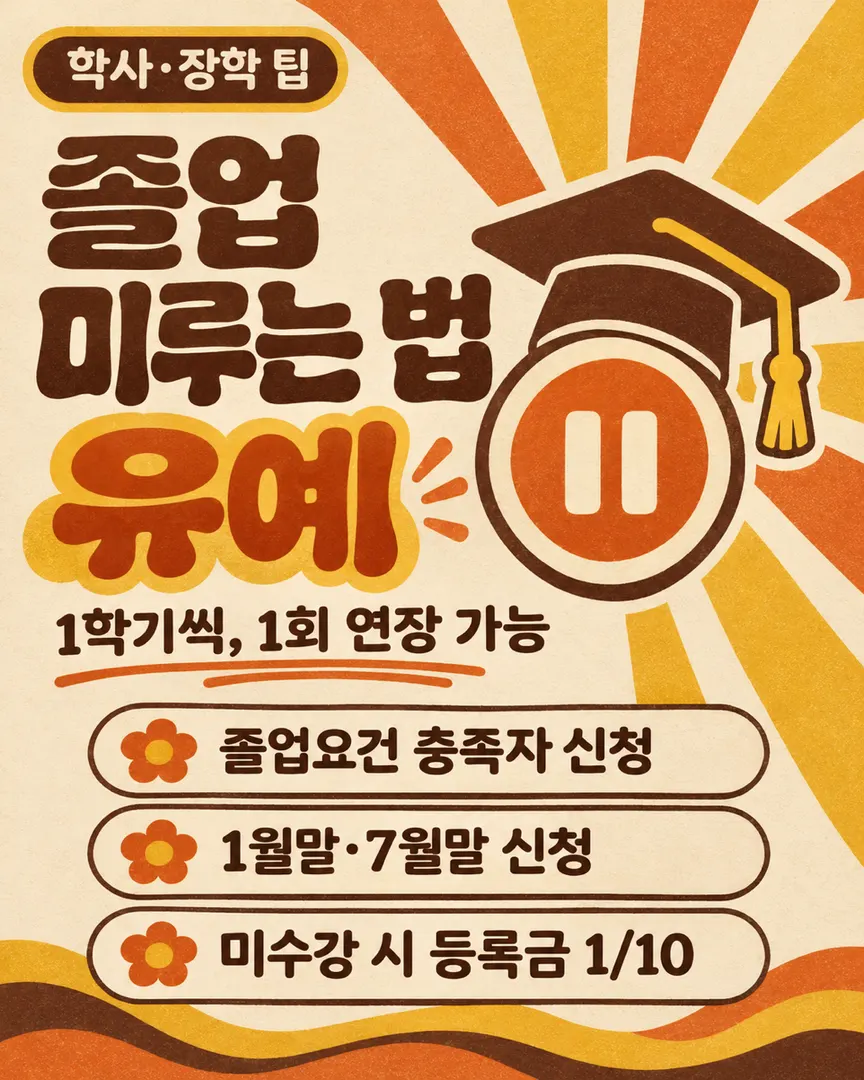 학사·장학 팁
졸업
미루는 법
유예
1학기씩, 1회 연장 가능
졸업요건 충족자 신청
1월말·7월말 신청
미수강 시 등록금 1/10